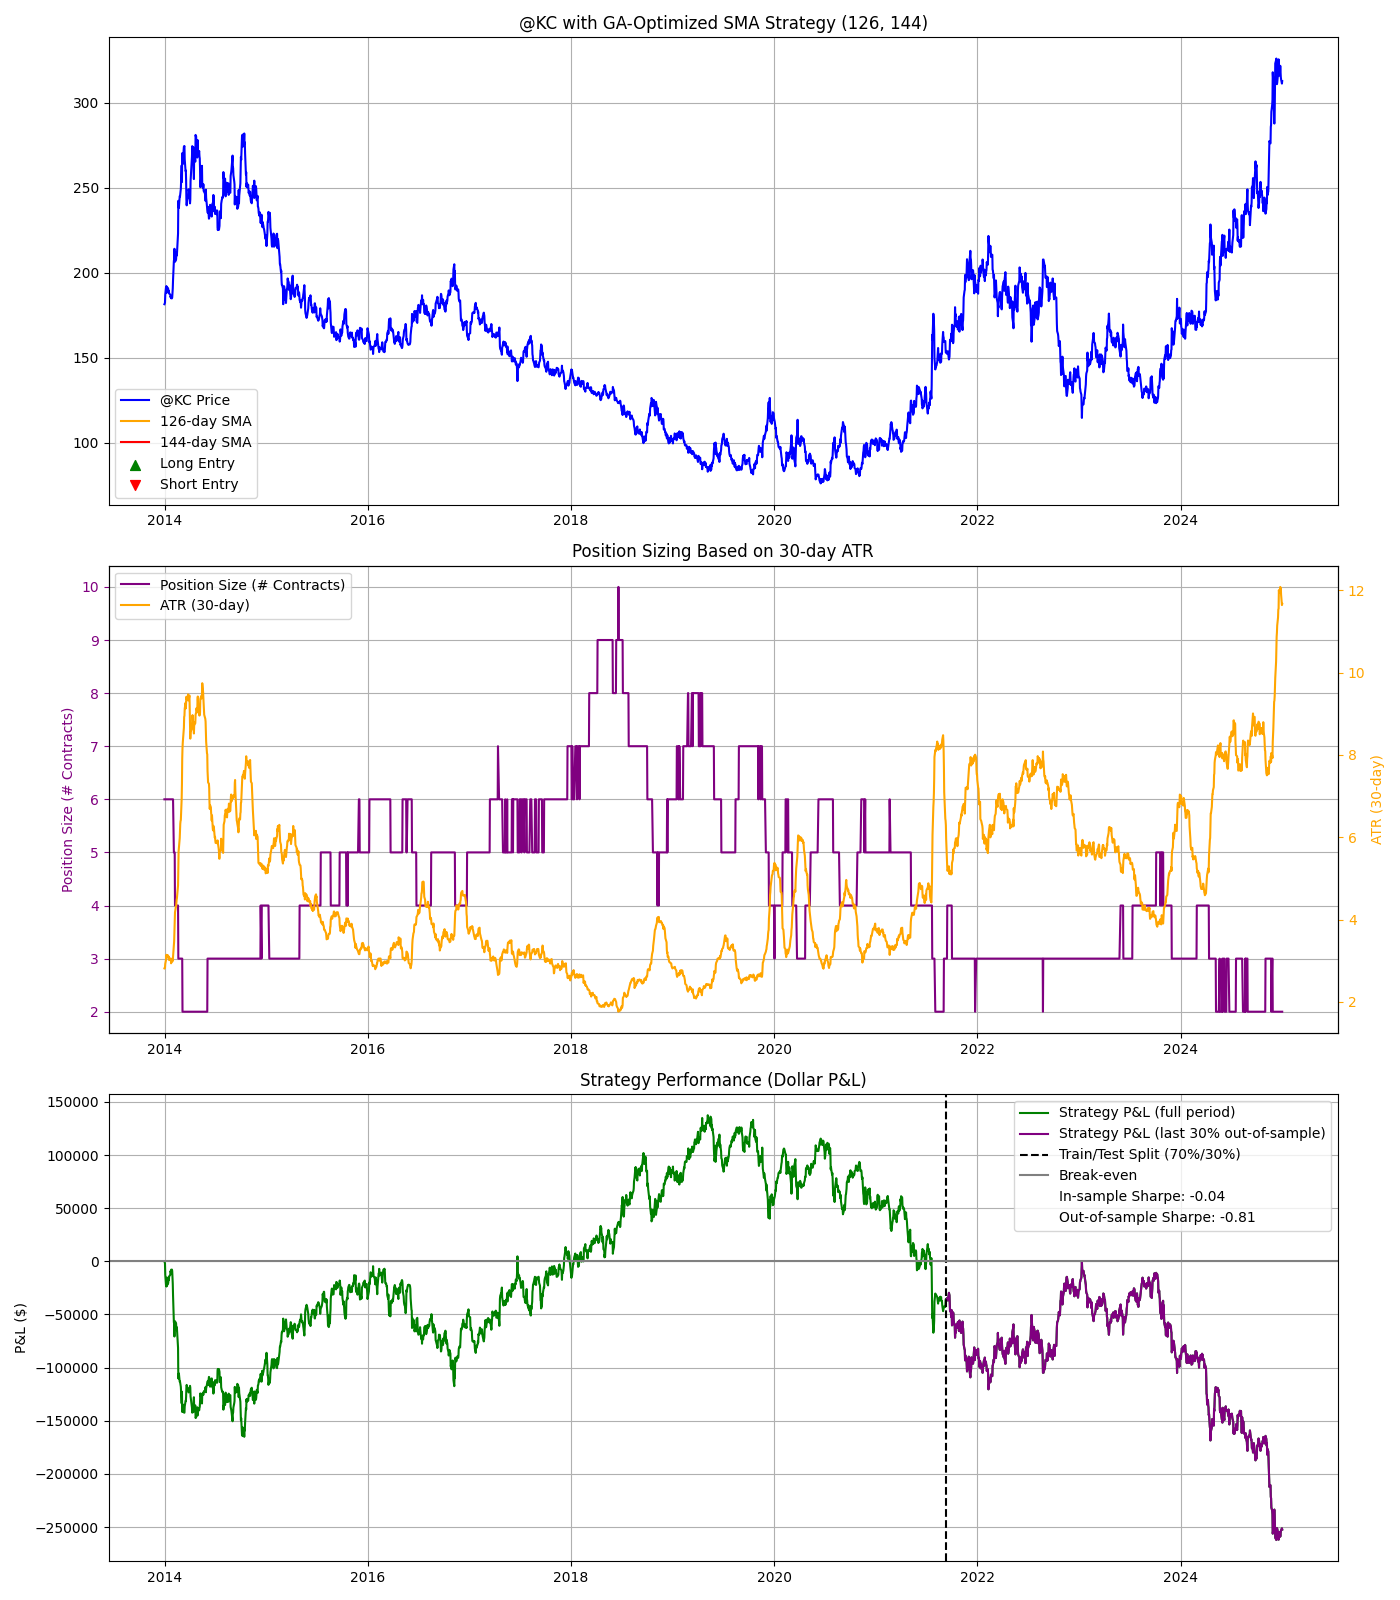 @KC with GA-Optimized SMA Strategy (126, 144)
300
250
200
150
100
@KC Price
126-day SMA
144-day SMA
Long Entry
Short Entry
2014 2016 2018 2020 2022 2024
Position Sizing Based on 30-day ATR
Position Size (# Contracts)
10
9
8
7
6
5
4
3
2
Position Size (# Contracts)
ATR (30-day)
12
10
8
6
4
2
ATR (30-day)
2014 2016 2018 2020 2022 2024
Strategy Performance (Dollar P&L)
P&L ($)
150000
100000
50000
0
−50000
−100000
−150000
−200000
−250000
Strategy P&L (full period)
Strategy P&L (last 30% out-of-sample)
Train/Test Split (70%/30%)
Break-even
In-sample Sharpe: -0.04
Out-of-sample Sharpe: -0.81
2014 2016 2018 2020 2022 2024